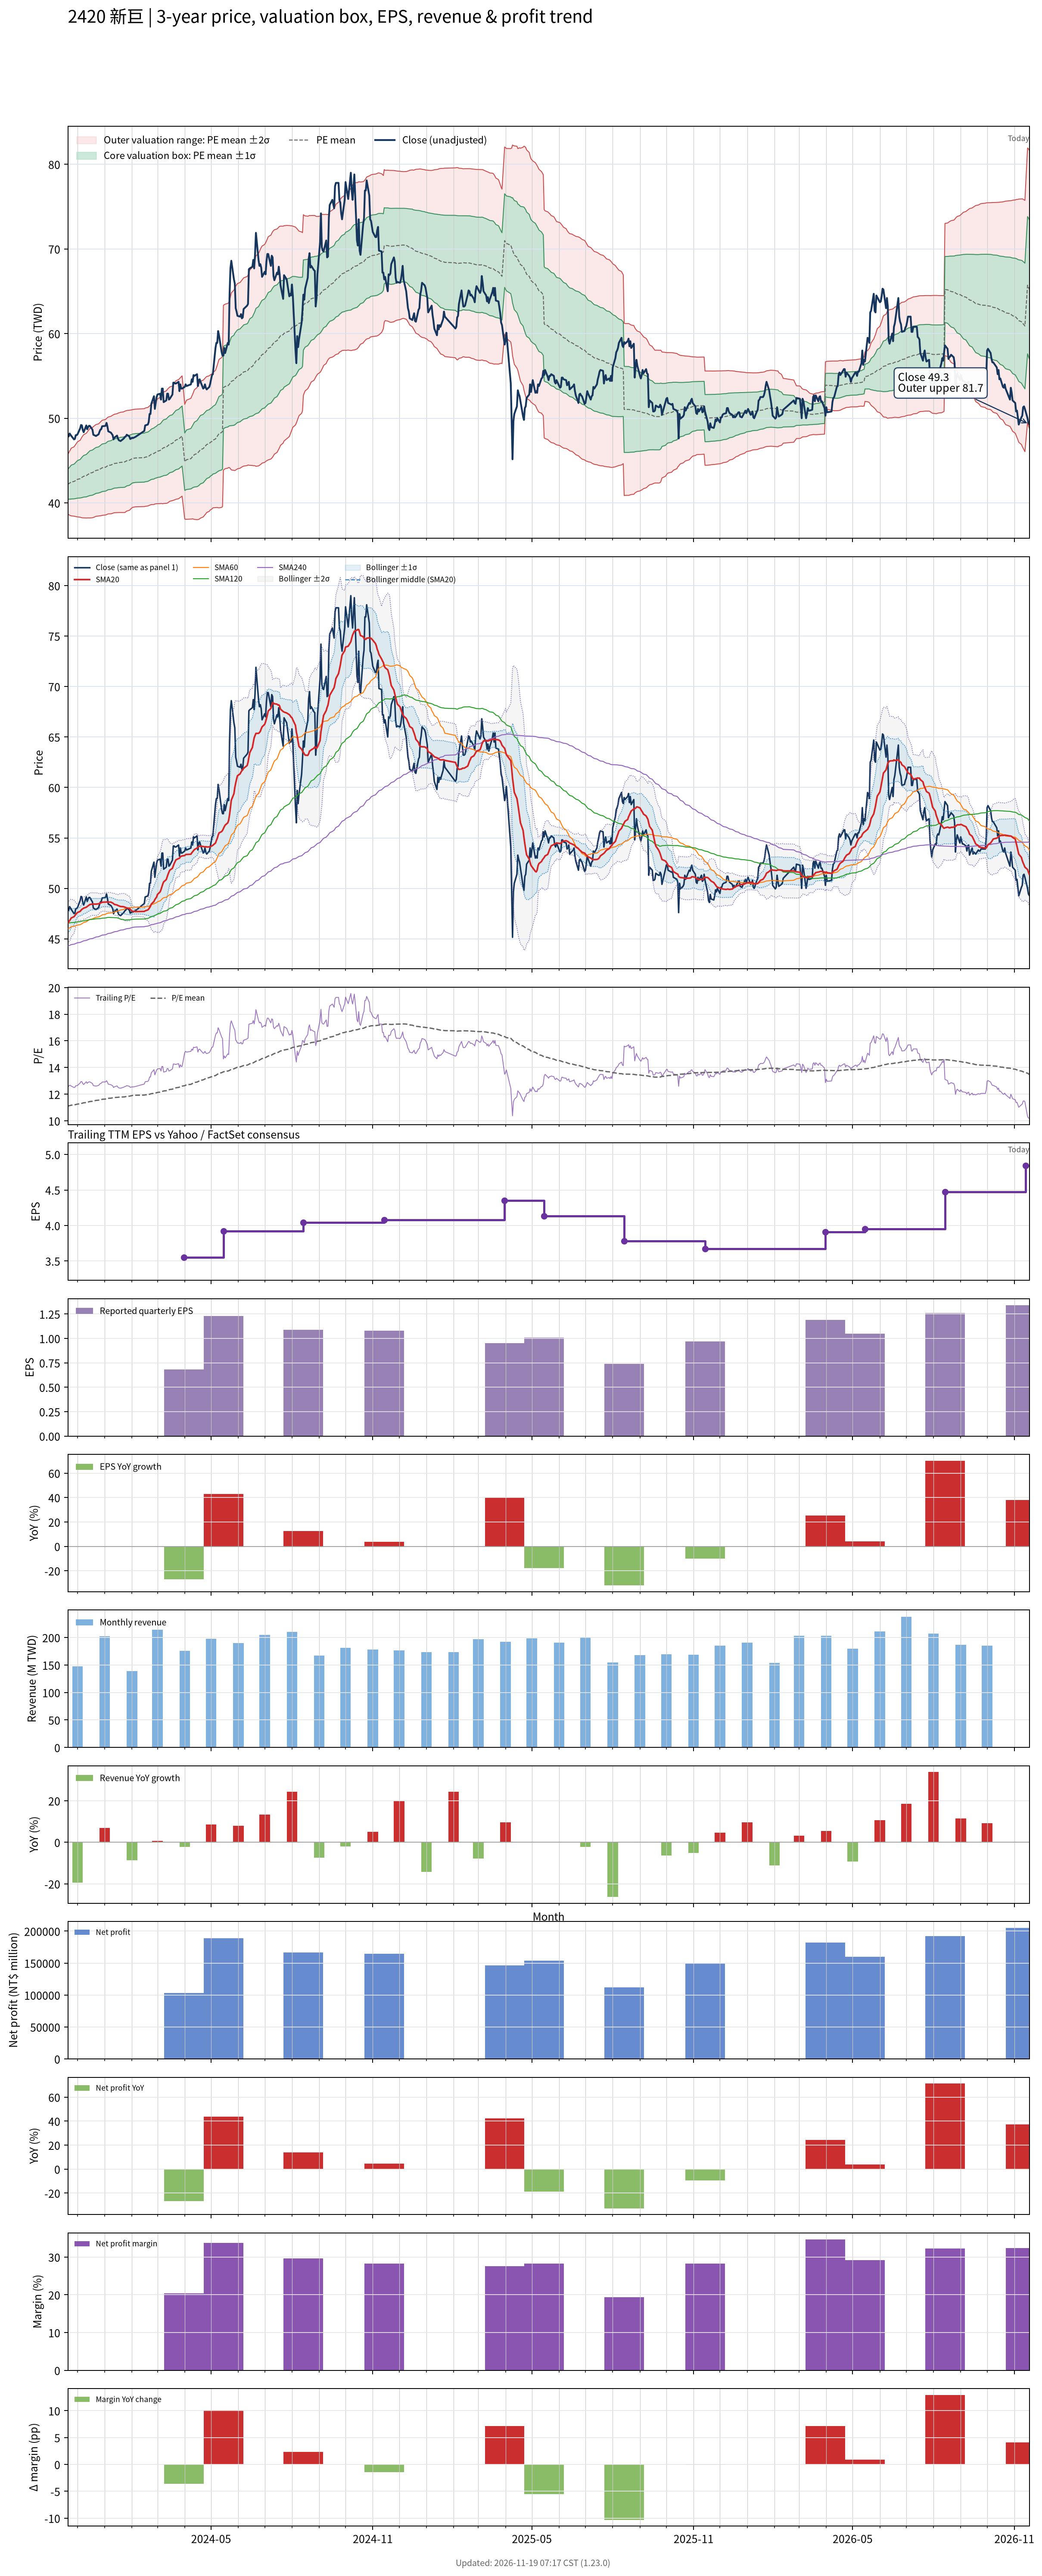 2420 新巨 | 3-year price, valuation box, EPS, revenue & profit trend
Outer valuation range: PE mean ±2σ
PE mean
Close (unadjusted)
Core valuation box: PE mean ±1σ
Today
80
70
60
50
40
Price (TWD)
Close 49.3
Outer upper 81.7
Close (same as panel 1)
SMA20
SMA60
SMA120
SMA240
Bollinger ±2σ
Bollinger ±1σ
Bollinger middle (SMA20)
80
75
70
65
60
55
50
45
Price
Trailing P/E
P/E mean
20
18
16
14
12
10
P/E
Trailing TTM EPS vs Yahoo / FactSet consensus
Today
5.0
4.5
4.0
3.5
EPS
Reported quarterly EPS
1.25
1.00
0.75
0.50
0.25
0.00
EPS
EPS YoY growth
60
40
20
0
-20
YoY (%)
Monthly revenue
200
150
100
50
0
Revenue (M TWD)
Revenue YoY growth
20
0
-20
YoY (%)
Month
Net profit
200000
150000
100000
50000
0
Net profit (NT$ million)
Net profit YoY
60
40
20
0
-20
YoY (%)
Net profit margin
30
20
10
0
Margin (%)
Margin YoY change
10
5
0
-5
-10
Δ margin (pp)
2024-05
2024-11
2025-05
2025-11
2026-05
2026-11
Updated: 2026-11-19 07:17 CST (1.23.0)